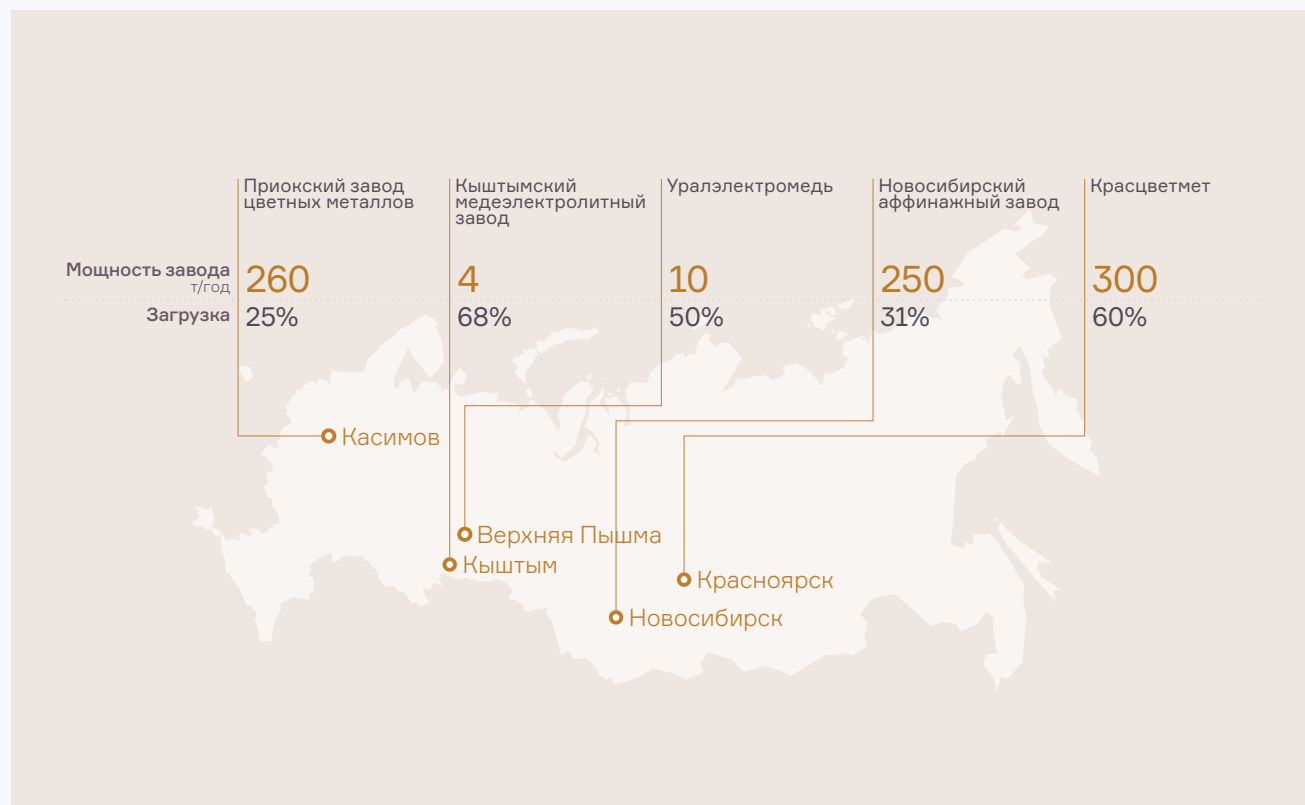 Приокский завод
цветных металлов
Кыштымский
медеэлектролитный
завод
Уралэлектромедь
Новосибирский
аффинажный завод
Красцветмет
Мощность завода
т/год
260
4
10
250
300
Загрузка
25%
68%
50%
31%
60%
Касимов
Верхняя Пышма
Кыштым
Красноярск
Новосибирск